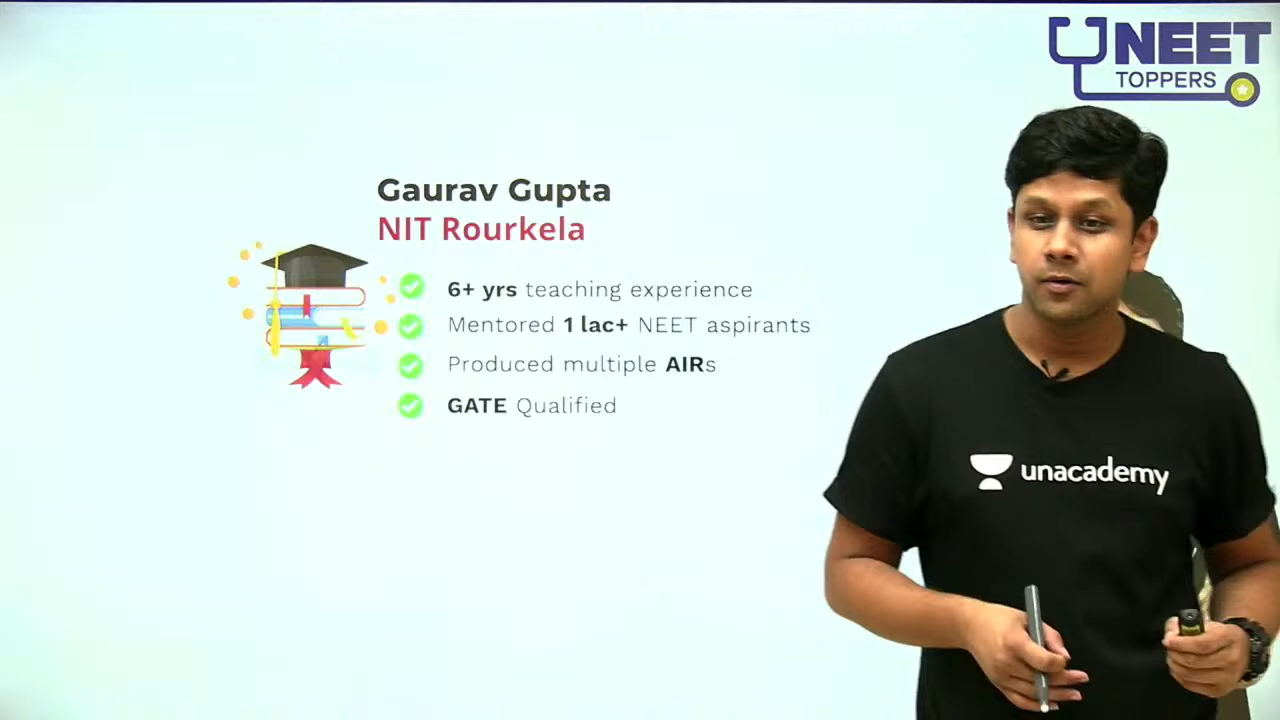 NEET
TOPPERS
Gaurav Gupta
NIT Rourkela
6+ yrs teaching experience
Mentored 1 lac+ NEET aspirants
Produced multiple AIRs
GATE Qualified
unacademy